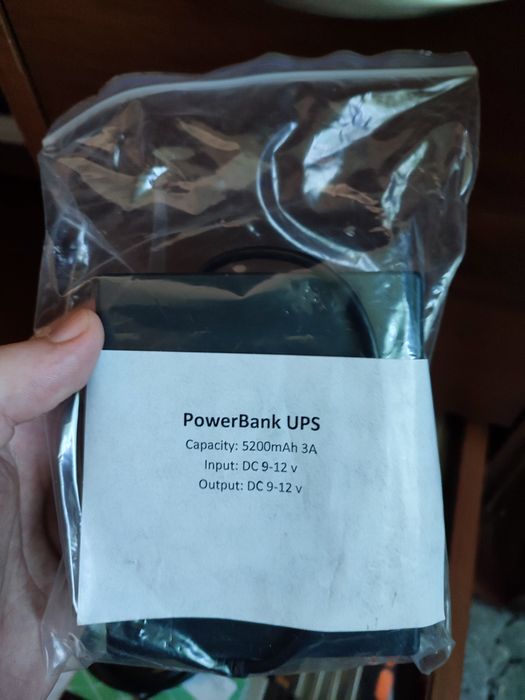 PowerBank UPS
Capacity: 5200mAh 3A
Input: DC 9-12 v
Output: DC 9-12 v